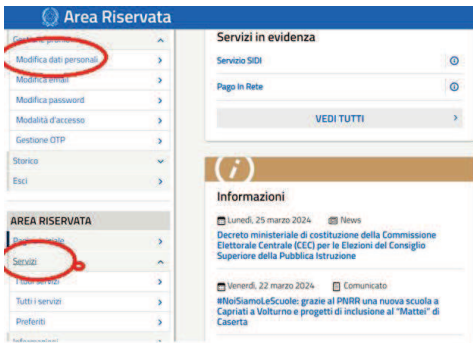 Area Riservata
Modifica dati personali
Modifica email
Modifica password
Modalità d'accesso
Gestione OTP
Storico
Esci
AREA RISERVATA
Servizi
I tuoi servizi
Tutti i servizi
Preferiti
Informazioni
Servizi in evidenza
Servizio SIDI
Pago In Rete
VEDI TUTTI
Informazioni
Lunedì, 25 marzo 2024 News
Decreto ministeriale di costituzione della Commissione
Elettorale Centrale (CEC) per le Elezioni del Consiglio
Superiore della Pubblica Istruzione
Venerdì, 22 marzo 2024 Comunicato
#NoiSiamoLeScuole: grazie al PNRR una nuova scuola a
Capriati a Volturno e progetti di inclusione al "Mattei" di
Caserta